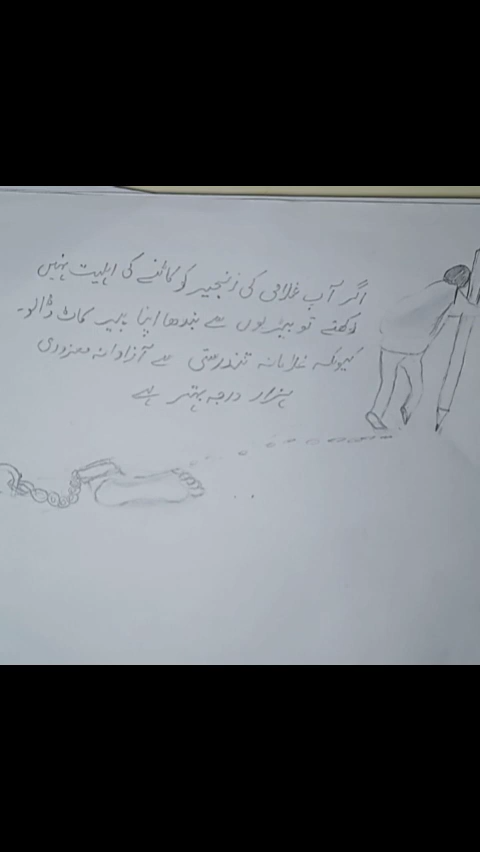 اگر آپ غلامی کی زنجیر کو کاٹنے کی اہلیت نہیں
رکھتے تو بیڑیوں سے بندھا اپنا پیر کاٹ ڈالو۔
کیونکہ غلامانہ تندرستی سے آزادانہ معزوری
ہزار درجہ بہتر ہے